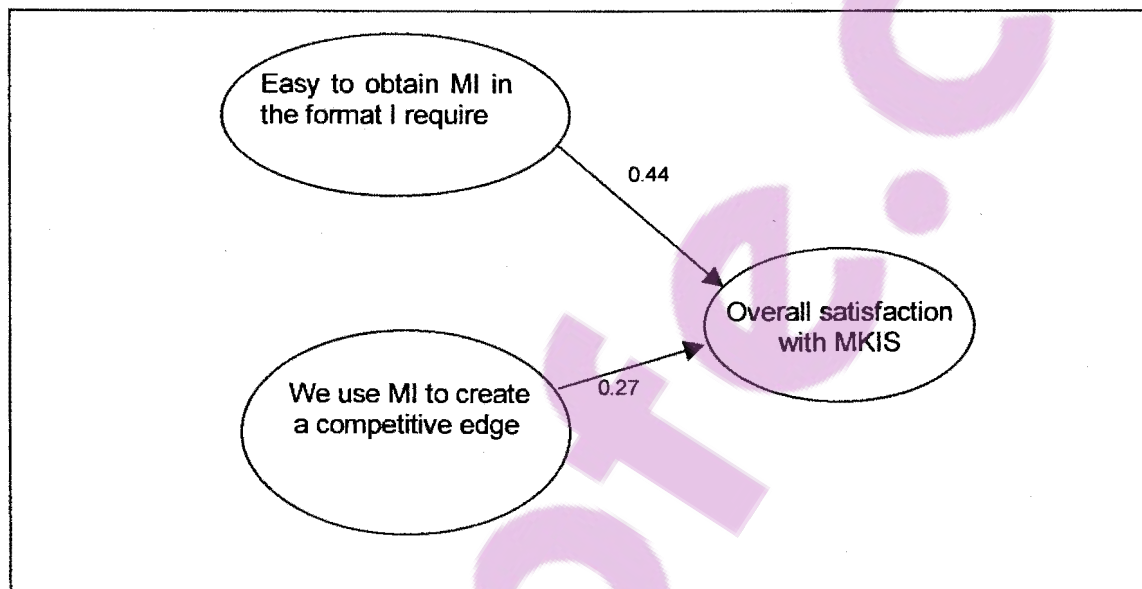 Easy to obtain MI in
the format I require
0.44
Overall satisfaction
with MKIS
We use MI to create
a competitive edge
0.27